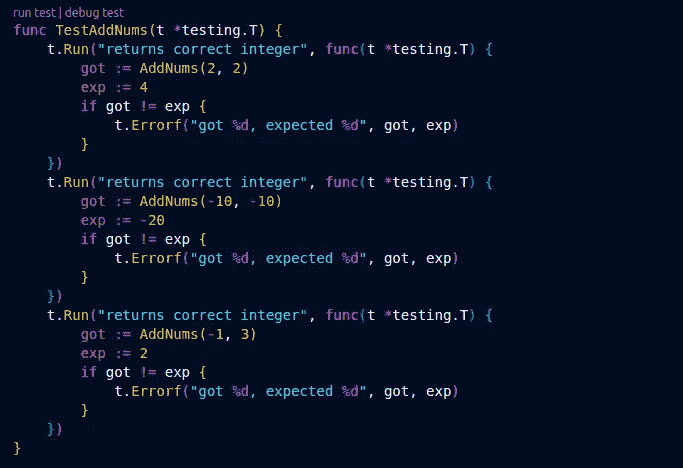 run test | debug test
func TestAddNums(t *testing.T) {
    t.Run("returns correct integer", func(t *testing.T) {
        got := AddNums(2, 2)
        exp := 4
        if got != exp {
            t.Errorf("got %d, expected %d", got, exp)
        }
    })
    t.Run("returns correct integer", func(t *testing.T) {
        got := AddNums(-10, -10)
        exp := -20
        if got != exp {
            t.Errorf("got %d, expected %d", got, exp)
        }
    })
    t.Run("returns correct integer", func(t *testing.T) {
        got := AddNums(-1, 3)
        exp := 2
        if got != exp {
            t.Errorf("got %d, expected %d", got, exp)
        }
    })
}